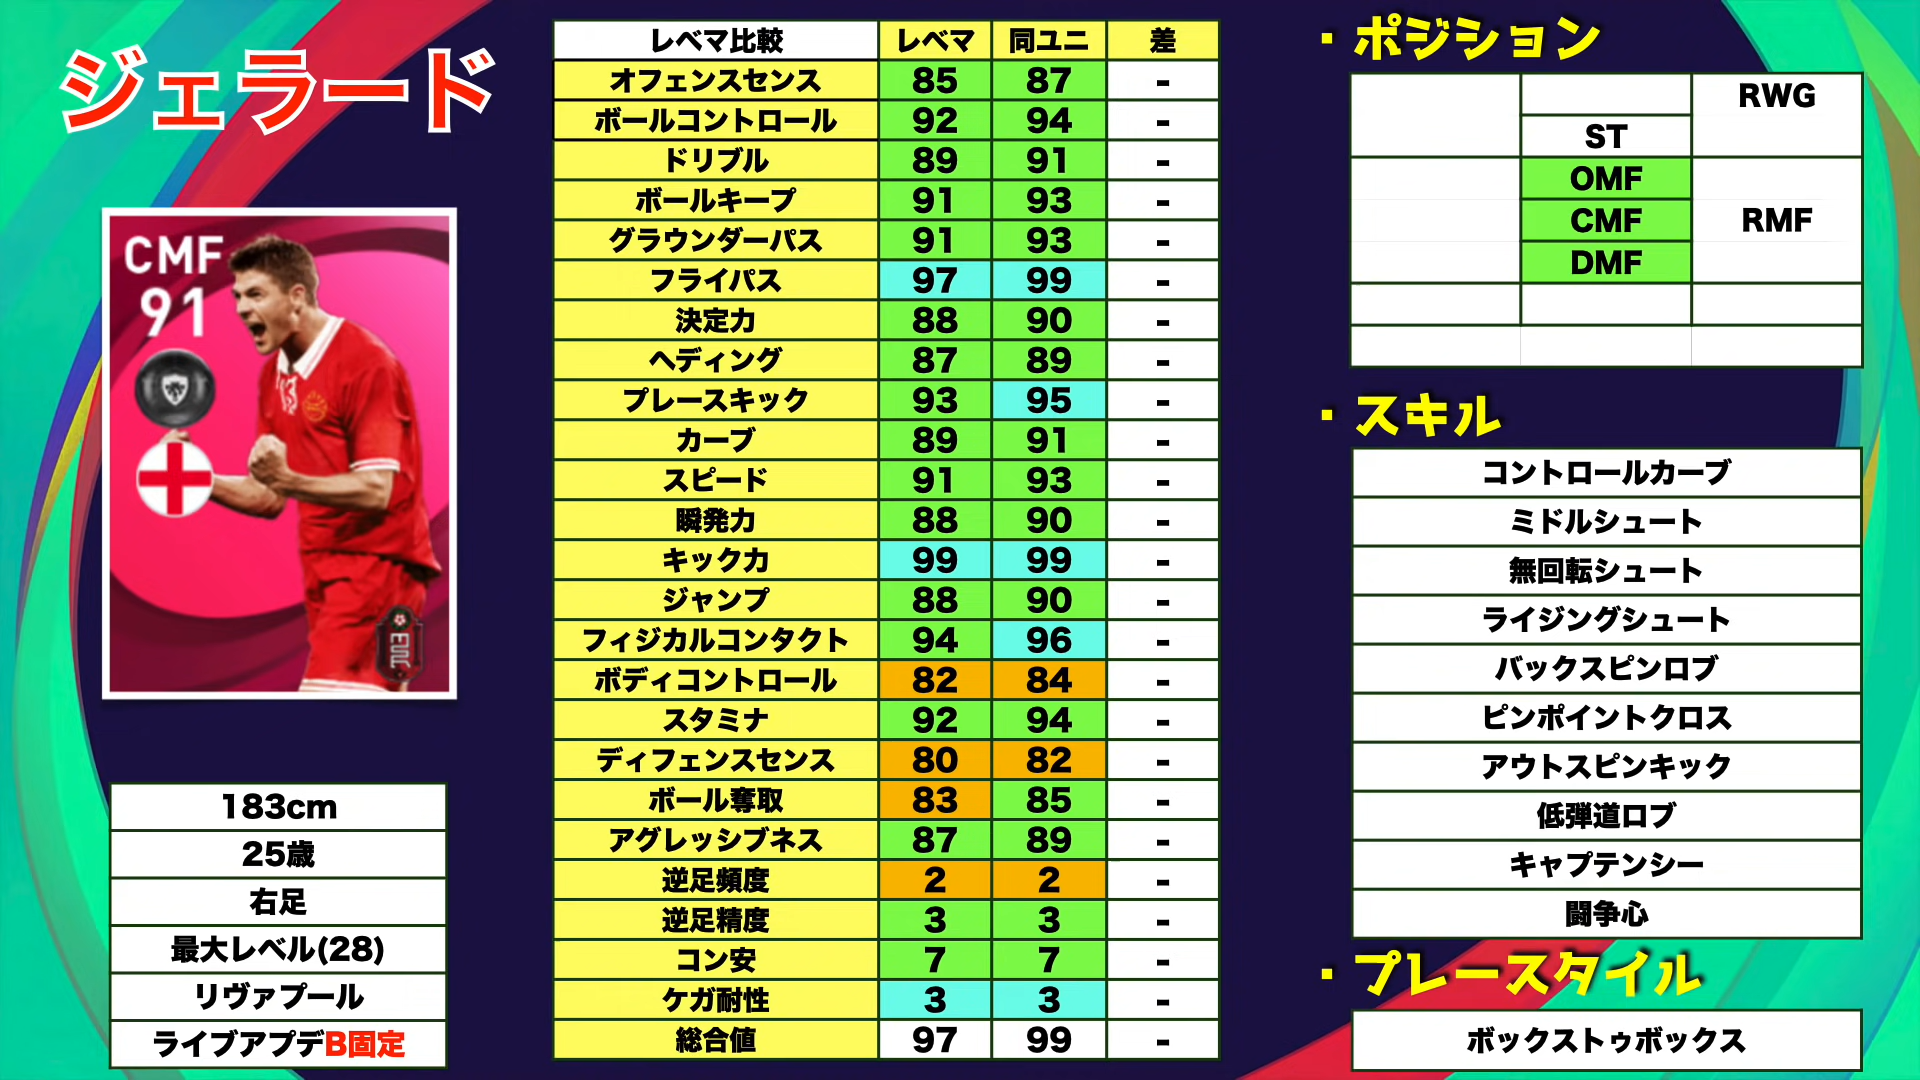 ジェラード
CMF
91
183cm
25歳
右足
最大レベル(28)
リヴァプール
ライブアプデB固定
レベマ比較 レベマ 同ユニ 差
オフェンスセンス 85 87 -
ボールコントロール 92 94 -
ドリブル 89 91 -
ボールキープ 91 93 -
グラウンダーパス 91 93 -
フライパス 97 99 -
決定力 88 90 -
ヘディング 87 89 -
プレースキック 93 95 -
カーブ 89 91 -
スピード 91 93 -
瞬発力 88 90 -
キック力 99 99 -
ジャンプ 88 90 -
フィジカルコンタクト 94 96 -
ボディコントロール 82 84 -
スタミナ 92 94 -
ディフェンスセンス 80 82 -
ボール奪取 83 85 -
アグレッシブネス 87 89 -
逆足頻度 2 2 -
逆足精度 3 3 -
コン安 7 7 -
ケガ耐性 3 3 -
総合値 97 99 -
・ポジション
RWG
ST
OMF
CMF RMF
DMF
・スキル
コントロールカーブ
ミドルシュート
無回転シュート
ライジングシュート
バックスピンロブ
ピンポイントクロス
アウトスピンキック
低弾道ロブ
キャプテンシー
闘争心
・プレースタイル
ボックストゥボックス